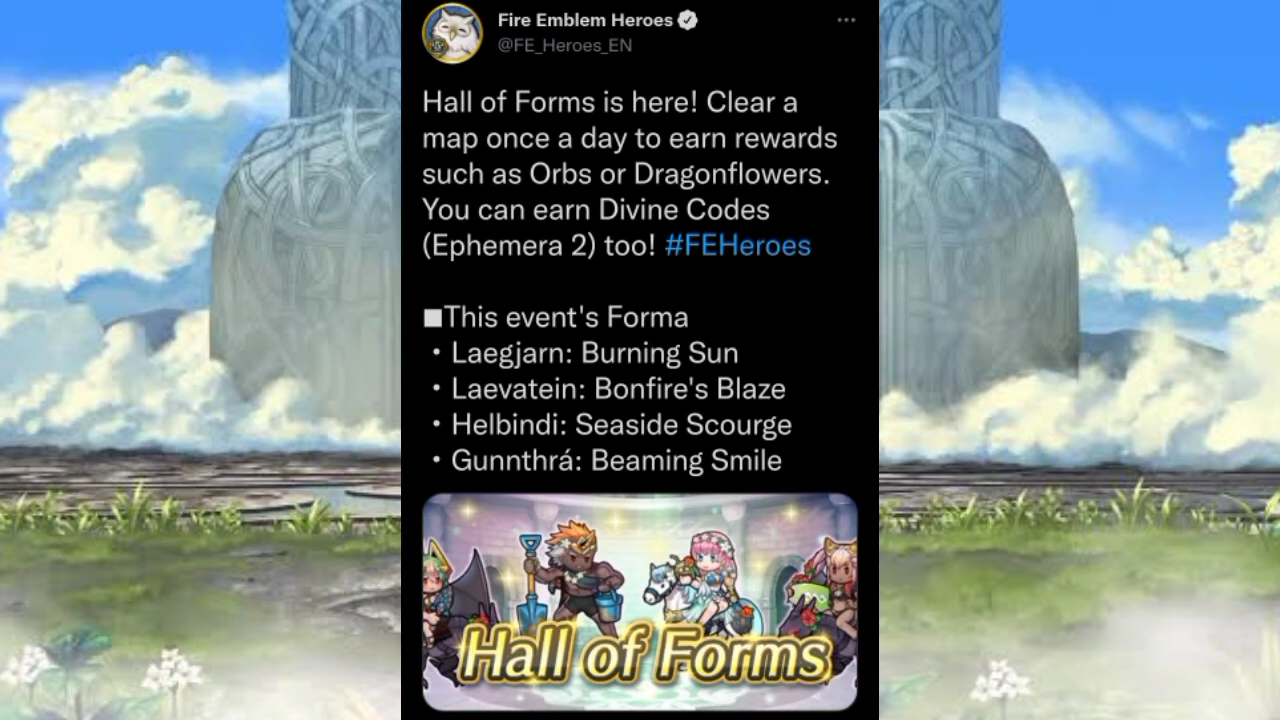 Fire Emblem Heroes
@FE_Heroes_EN
Hall of Forms is here! Clear a
map once a day to earn rewards
such as Orbs or Dragonflowers.
You can earn Divine Codes
(Ephemera 2) too! #FEHeroes
■This event's Forma
・Laegjarn: Burning Sun
・Laevatein: Bonfire's Blaze
・Helbindi: Seaside Scourge
・Gunnthrá: Beaming Smile
Hall of Forms